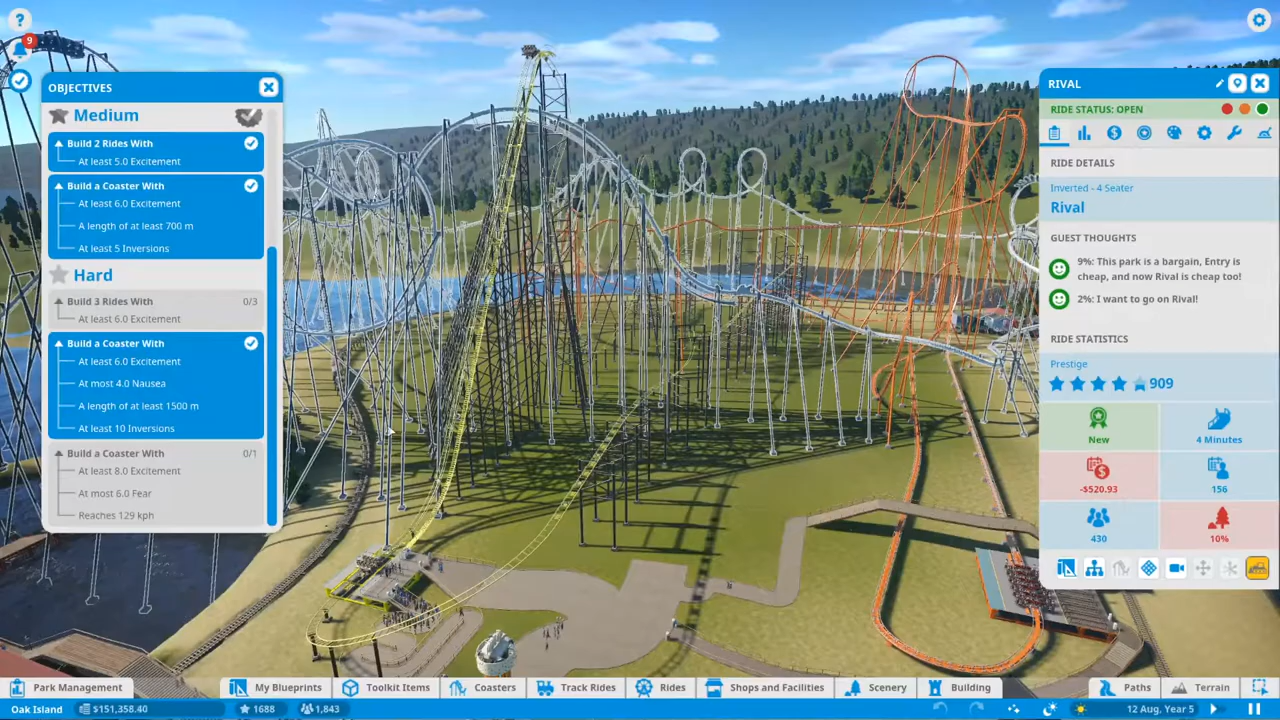 ?
9
OBJECTIVES
Medium
Build 2 Rides With
At least 5.0 Excitement
Build a Coaster With
At least 6.0 Excitement
A length of at least 700 m
At least 5 Inversions
Hard
Build 3 Rides With 0/3
At least 6.0 Excitement
Build a Coaster With
At least 6.0 Excitement
At most 4.0 Nausea
A length of at least 1500 m
At least 10 Inversions
Build a Coaster With 0/1
At least 8.0 Excitement
At most 6.0 Fear
Reaches 129 kph
RIVAL
RIDE STATUS: OPEN
RIDE DETAILS
Inverted - 4 Seater
Rival
GUEST THOUGHTS
9%: This park is a bargain, Entry is
cheap, and now Rival is cheap too!
2%: I want to go on Rival!
RIDE STATISTICS
Prestige
909
New
4 Minutes
-$520.93
156
430
10%
Park Management
My Blueprints
Toolkit Items
Coasters
Track Rides
Rides
Shops and Facilities
Scenery
Building
Paths
Terrain
Oak Island
$151,358.40
1688
1,843
12 Aug, Year 5